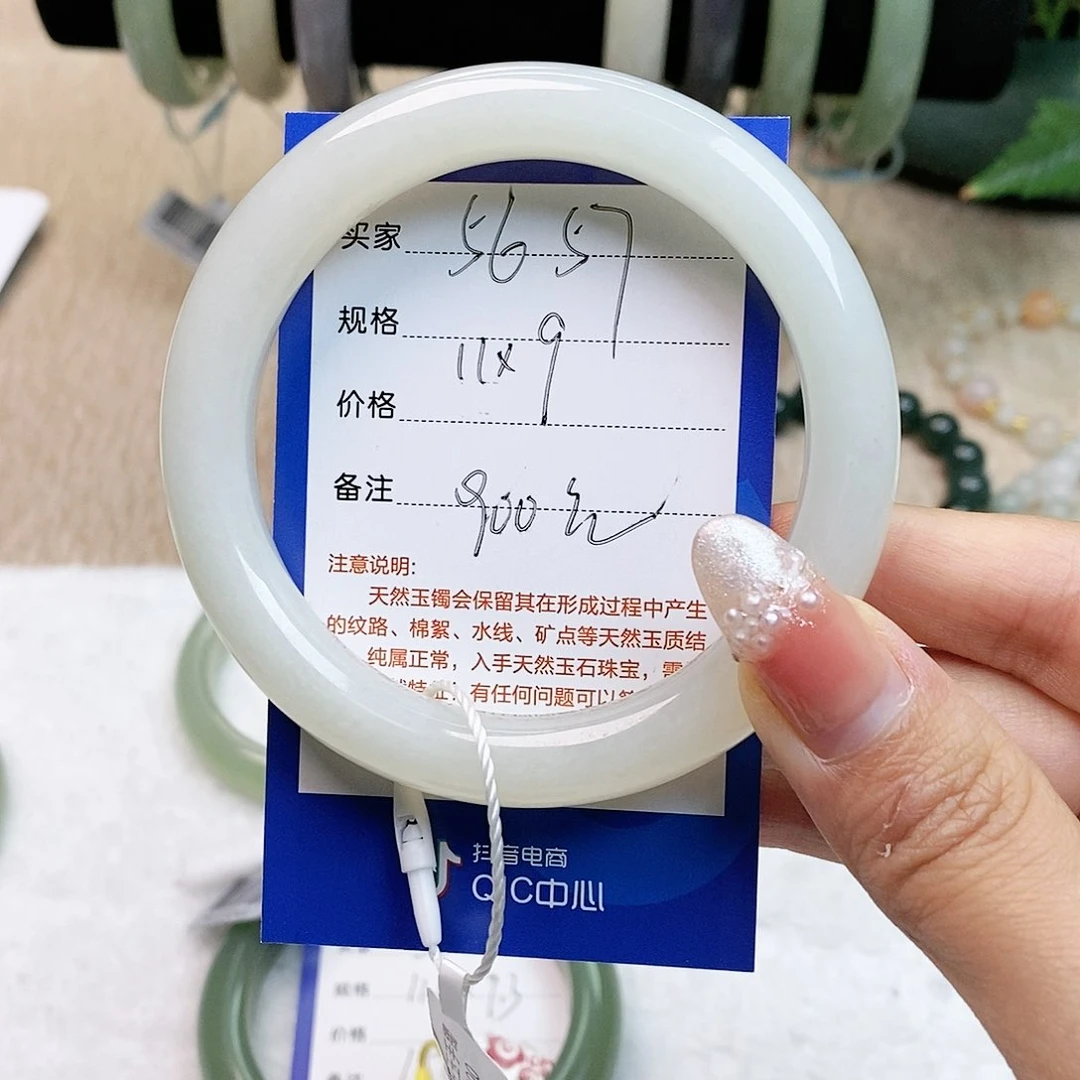 买家 56 57
规格
11x9
价格
备注 900元
注意说明:
天然玉镯会保留其在形成过程中产生
的纹路、棉絮、水线、矿点等天然玉质结
纯属正常，入手天然玉石珠宝，需
特征！有任何问题可以
抖音电商
QIC中心
规格
价格